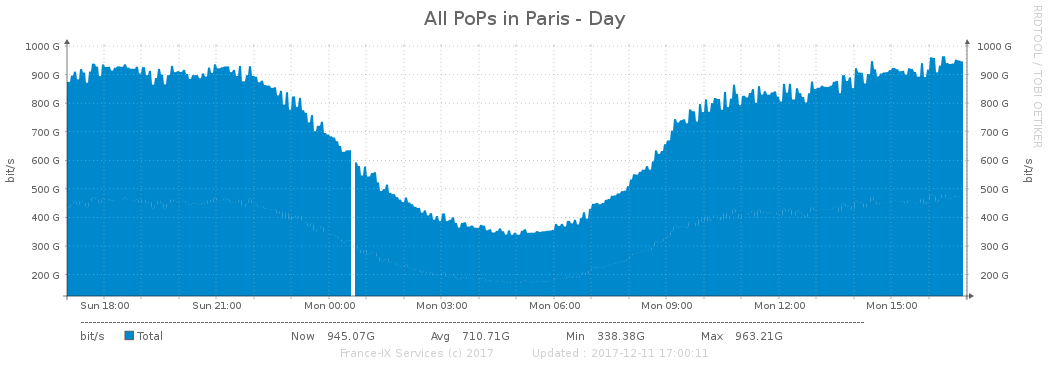 All PoPs in Paris - Day
RRDTOOL / TOBI OETIKER
bit/s
1000 G
900 G
800 G
700 G
600 G
500 G
400 G
300 G
200 G
1000 G
900 G
800 G
700 G
600 G
500 G
400 G
300 G
200 G
bit/s
Sun 18:00 Sun 21:00 Mon 00:00 Mon 03:00 Mon 06:00 Mon 09:00 Mon 12:00 Mon 15:00
bit/s Total Now 945.07G Avg 710.71G Min 338.38G Max 963.21G
France-IX Services (c) 2017 Updated : 2017-12-11 17:00:11